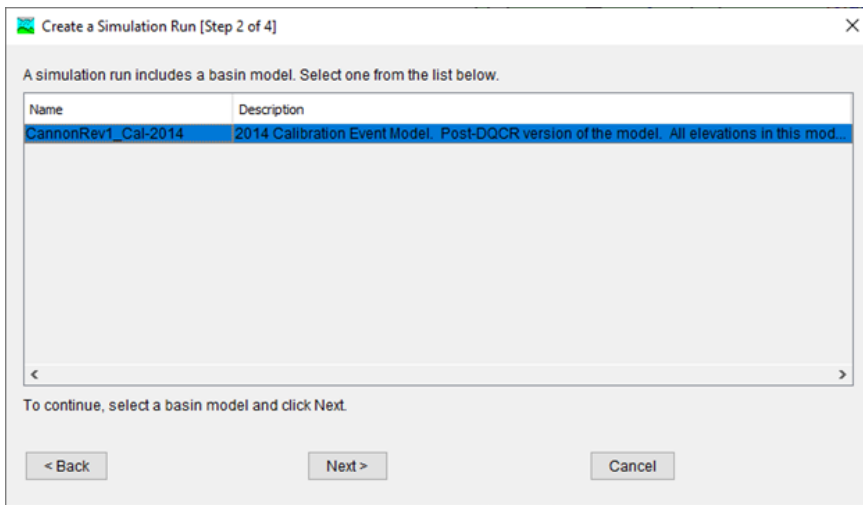 Create a Simulation Run [Step 2 of 4]
A simulation run includes a basin model. Select one from the list below.
Name Description
CannonRev1_Cal-2014 2014 Calibration Event Model. Post-DQCR version of the model. All elevations in this mod...
To continue, select a basin model and click Next.
< Back Next > Cancel